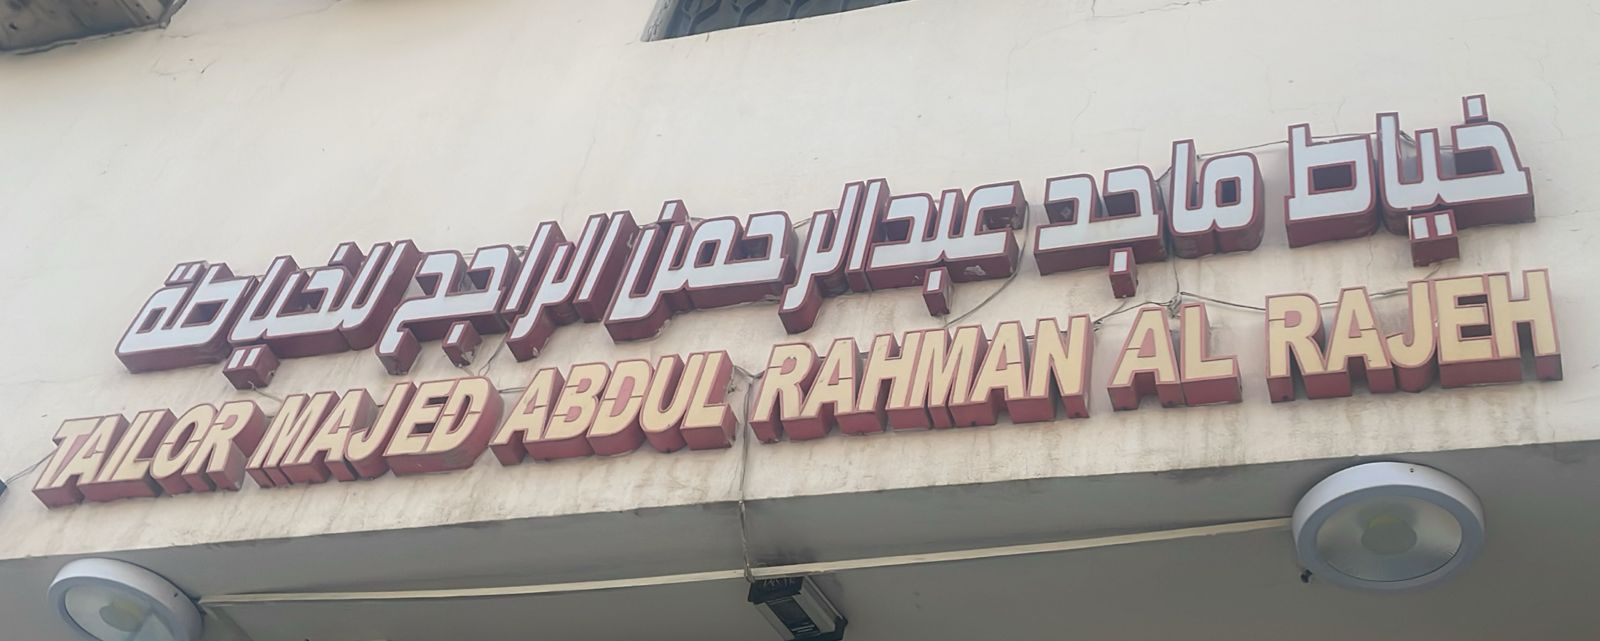 خياط ماجد عبدالرحمن الراجح للخياطة
TAILOR MAJED ABDUL RAHMAN AL RAJEH